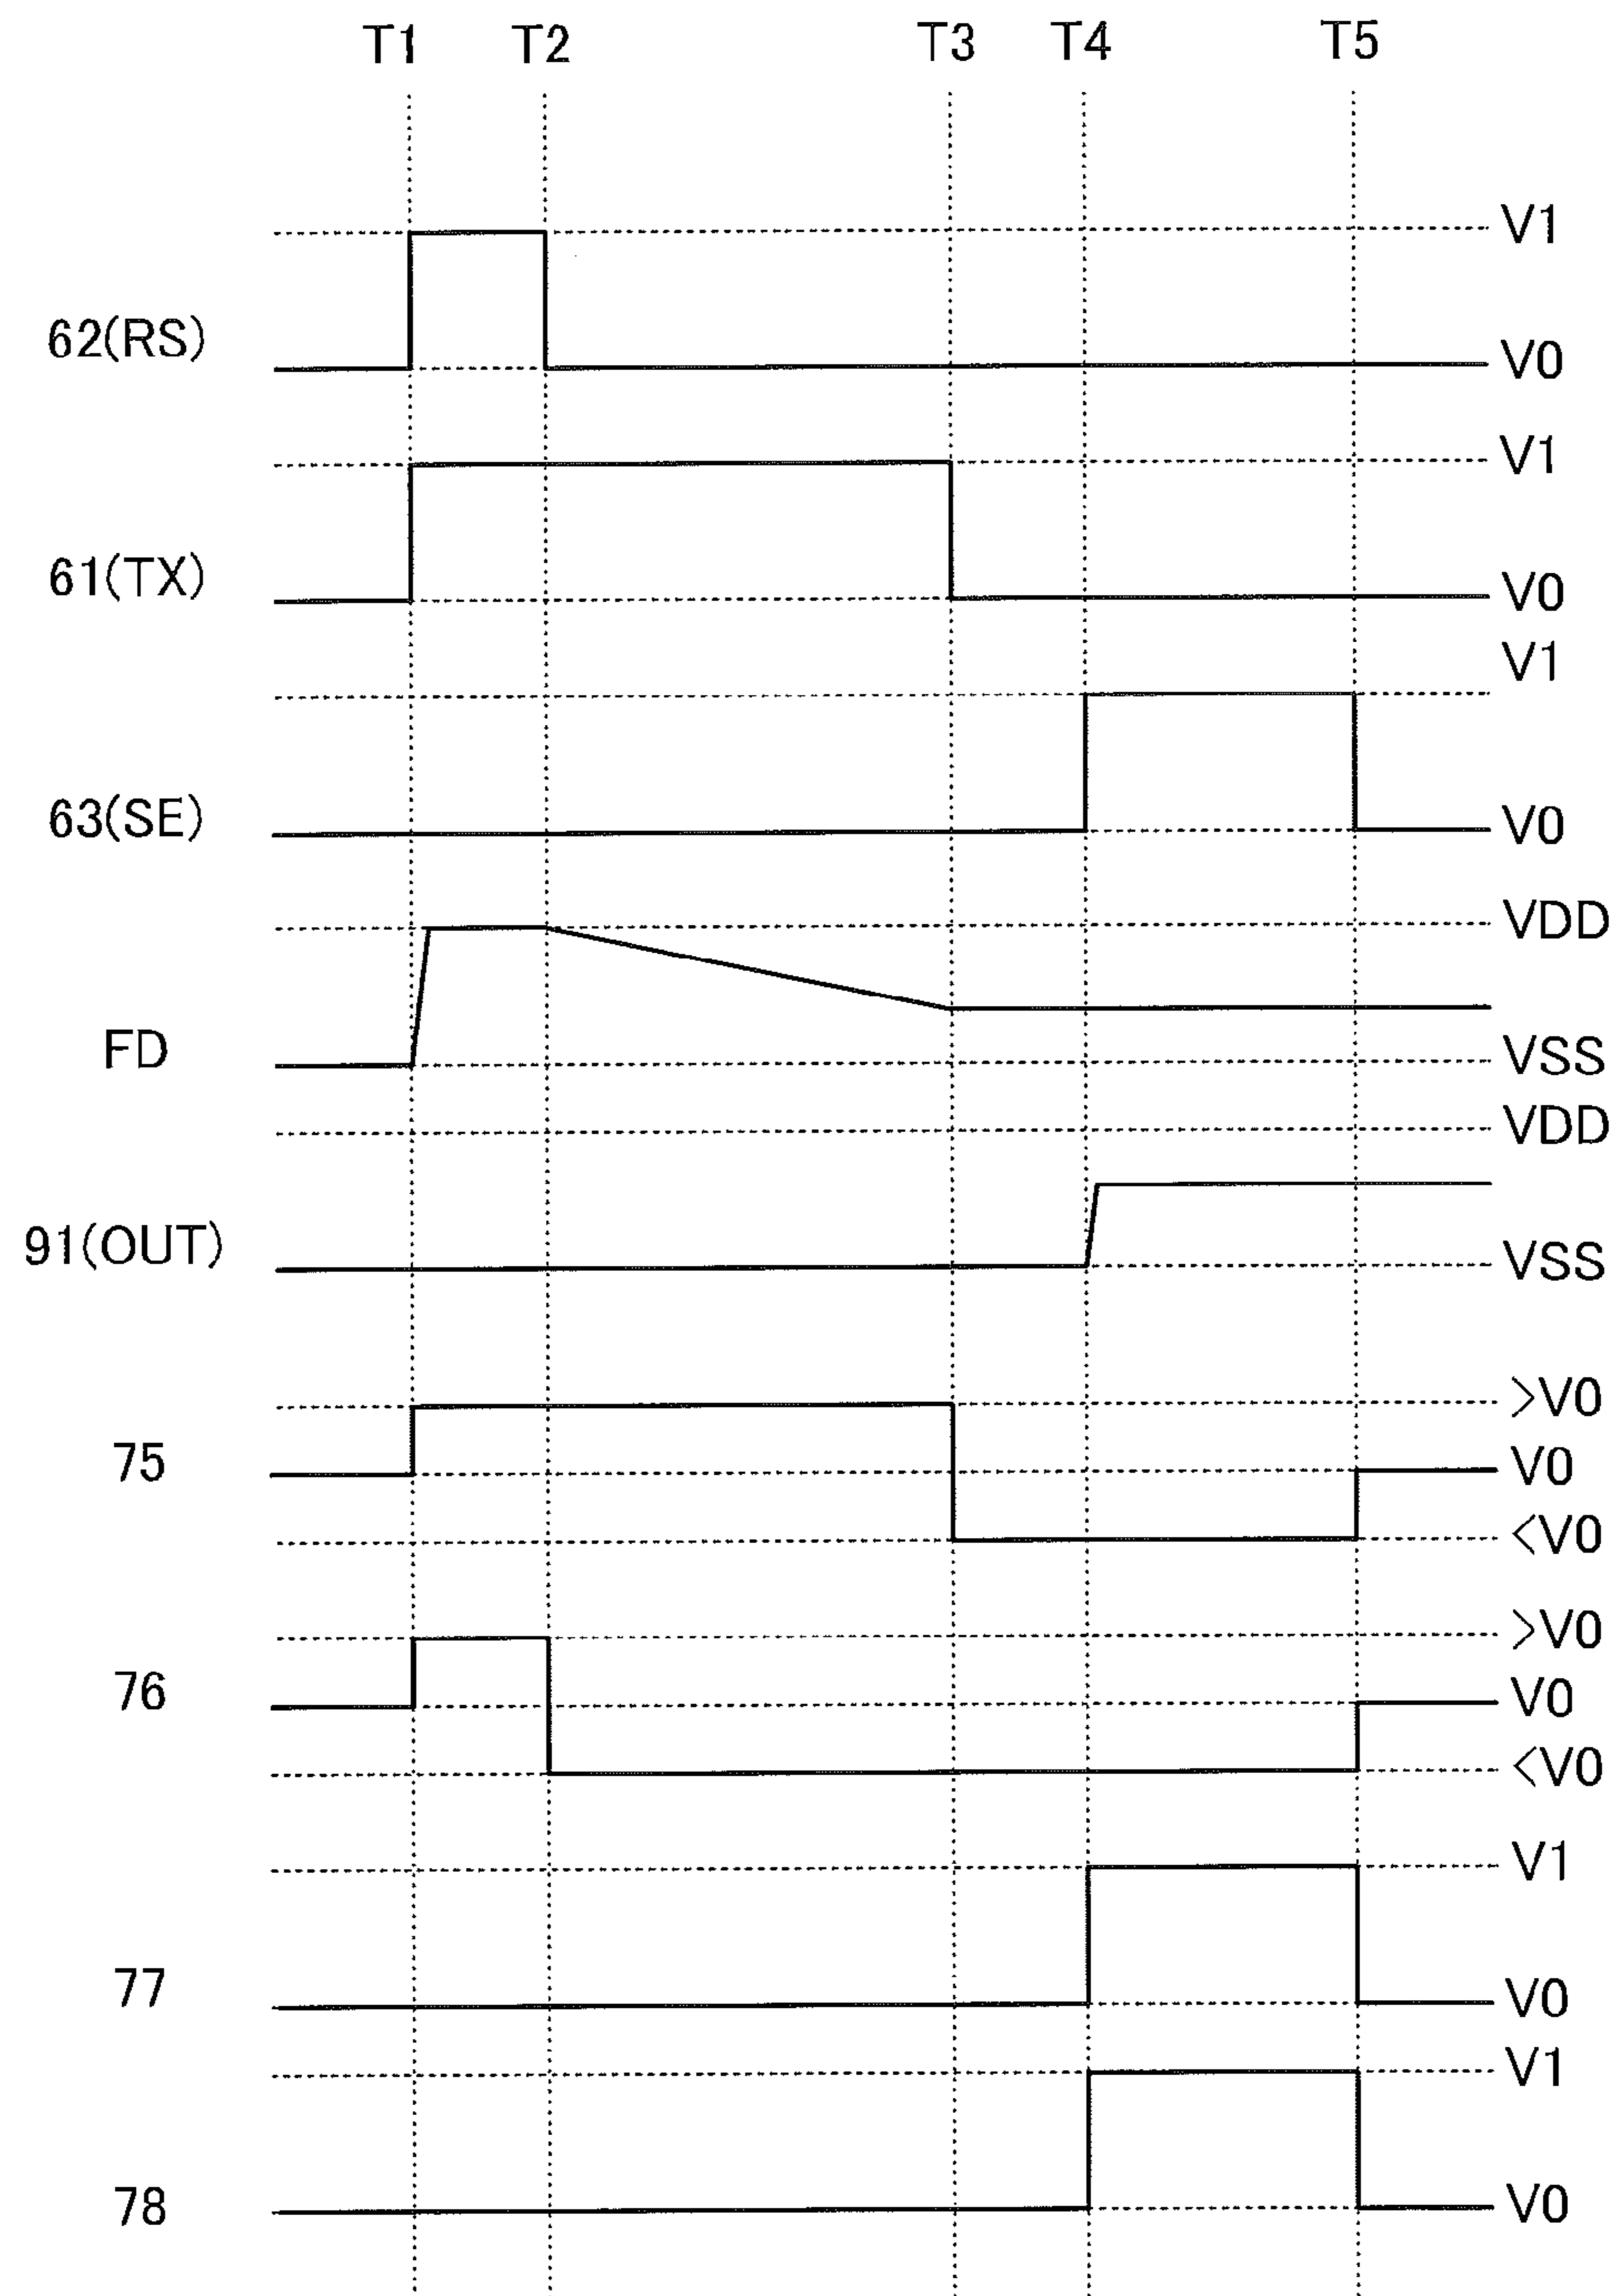 T1 T2 T3 T4 T5
V1
62(RS) V0
V1
61(TX) V0
V1
63(SE) V0
VDD
FD VSS
VDD
91(OUT) VSS
>V0
75 V0
<V0
>V0
76 V0
<V0
V1
77 V0
V1
78 V0